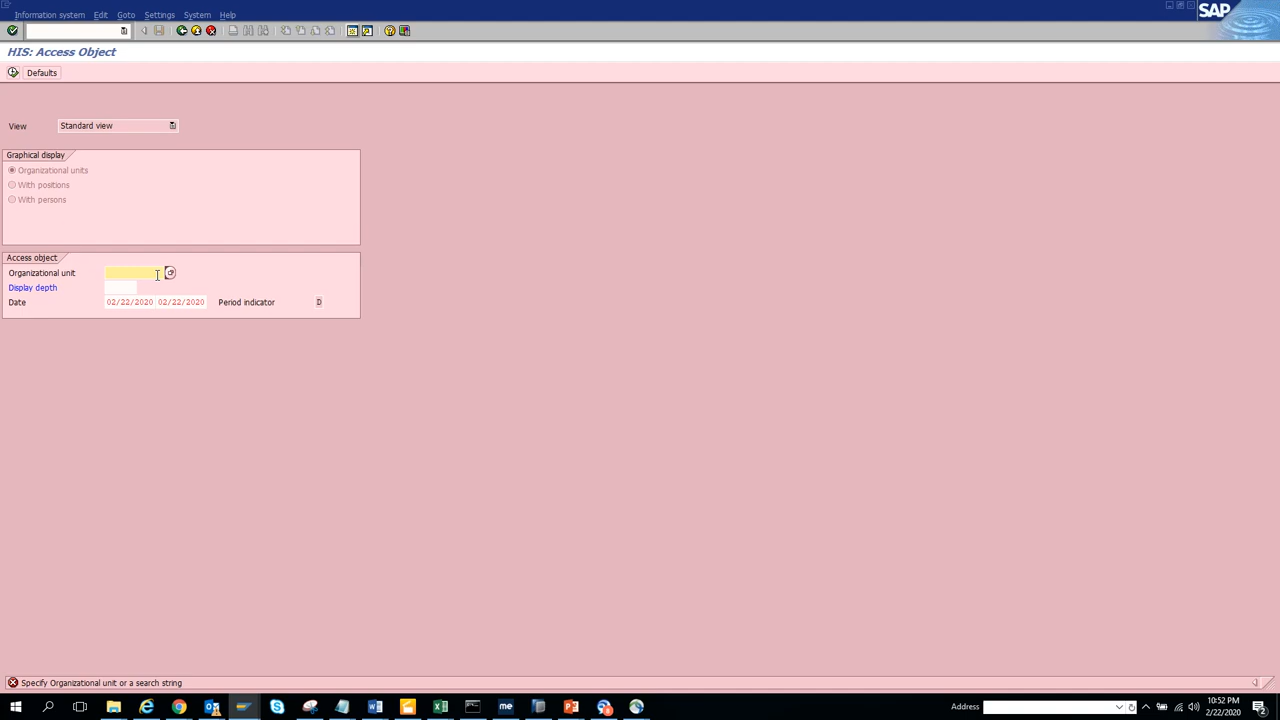 Information system Edit Goto Settings System Help
SAP
HIS: Access Object
Defaults
View Standard view
Graphical display
Organizational units
With positions
With persons
Access object
Organizational unit
Display depth
Date 02/22/2020 02/22/2020 Period indicator D
Specify Organizational unit or a search string
me
Address
10:52 PM
2/22/2020